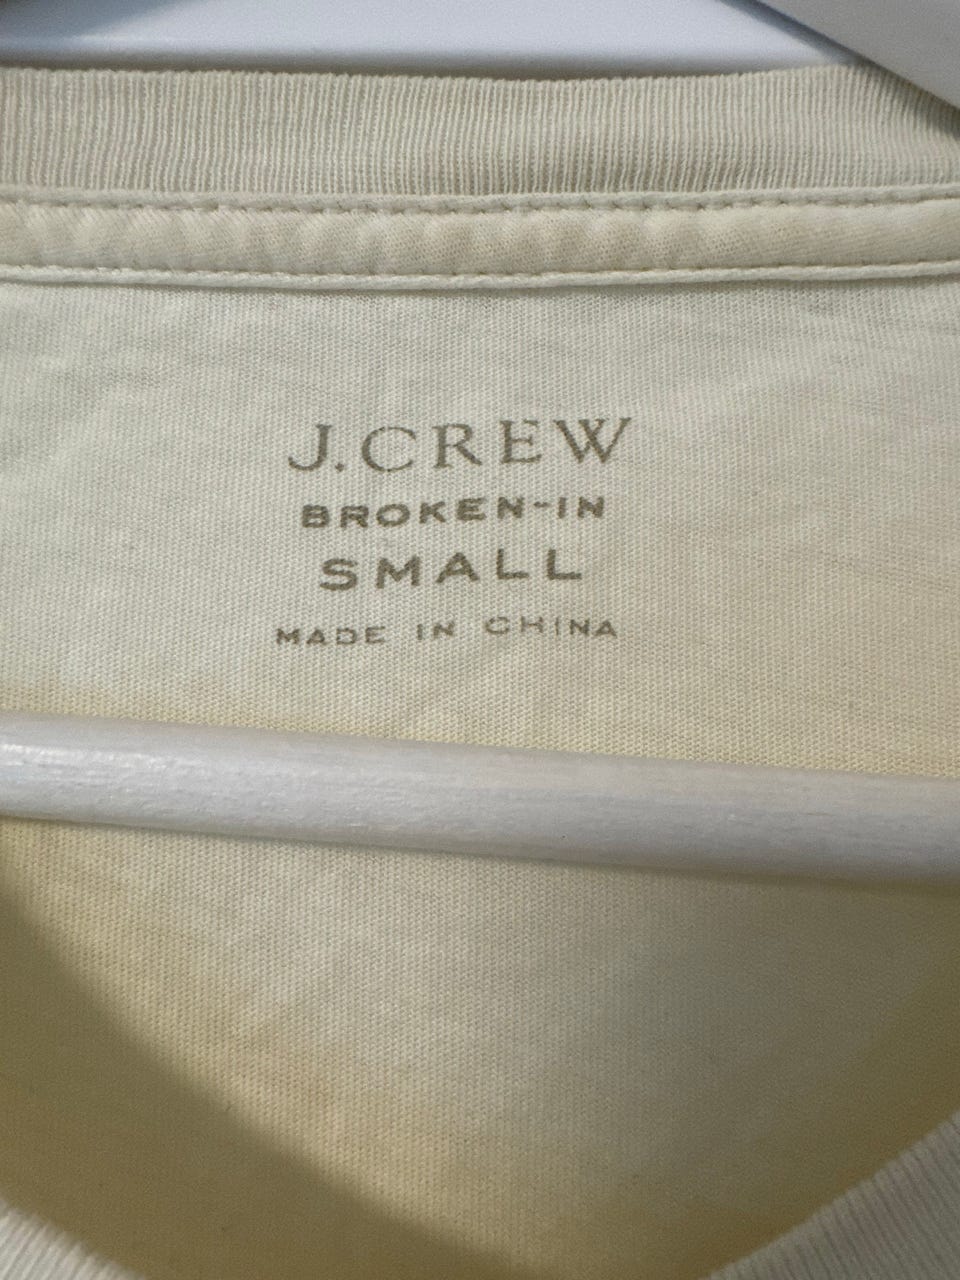 J.CREW
BROKEN-IN
SMALL
MADE IN CHINA